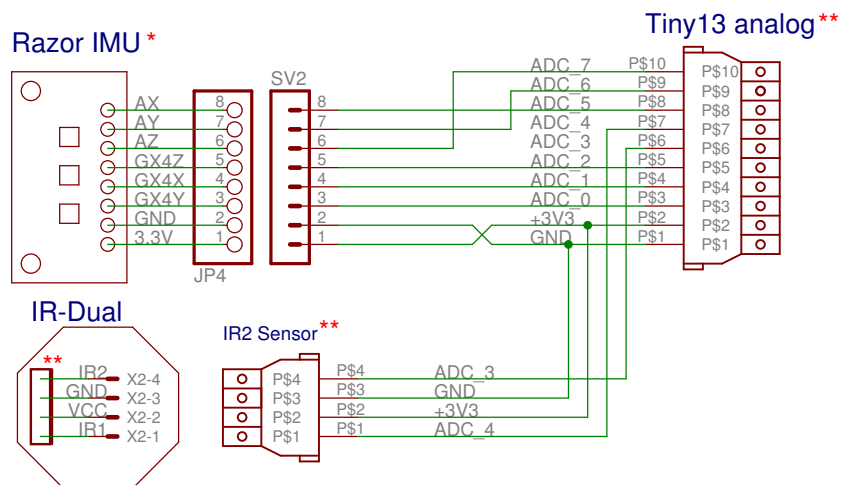 Razor IMU *
Tiny13 analog**
AX 8
AY 7
AZ 6
GX4Z 5
GX4X 4
GX4Y 3
GND 2
3.3V 1
JP4
SV2
8
7
6
5
4
3
2
1
ADC_7 P$10 P$10
ADC_6 P$9 P$9
ADC_5 P$8 P$8
ADC_4 P$7 P$7
ADC_3 P$6 P$6
ADC_2 P$5 P$5
ADC_1 P$4 P$4
ADC_0 P$3 P$3
+3V3 P$2 P$2
GND P$1 P$1
IR-Dual
**
IR2 X2-4
GND X2-3
VCC X2-2
IR1 X2-1
IR2 Sensor**
P$4 P$4 ADC_3
P$3 P$3 GND
P$2 P$2 +3V3
P$1 P$1 ADC_4